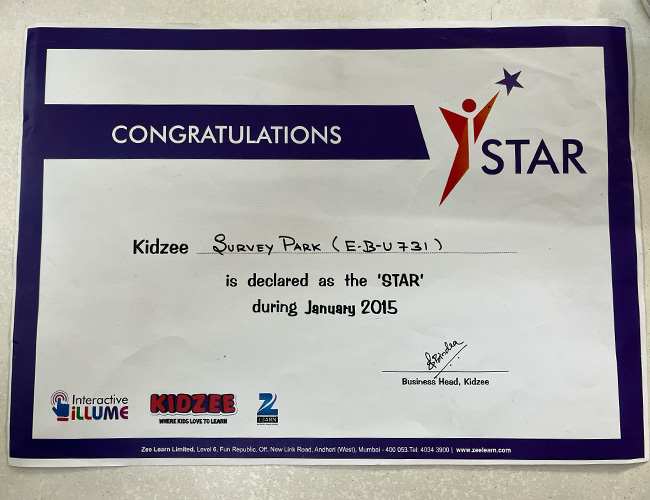 CONGRATULATIONS
STAR
Kidzee SURVEY PARK (E-B-U731)
is declared as the 'STAR'
during January 2015
Business Head, Kidzee
Interactive
iLLUME
KIDZEE
WHERE KIDS LOVE TO LEARN
Z
LEARN
Zee Learn Limited, Level 6, Fun Republic, Off. New Link Road, Andheri (West), Mumbai - 400 053.Tel: 4034 3900 | www.zeelearn.com